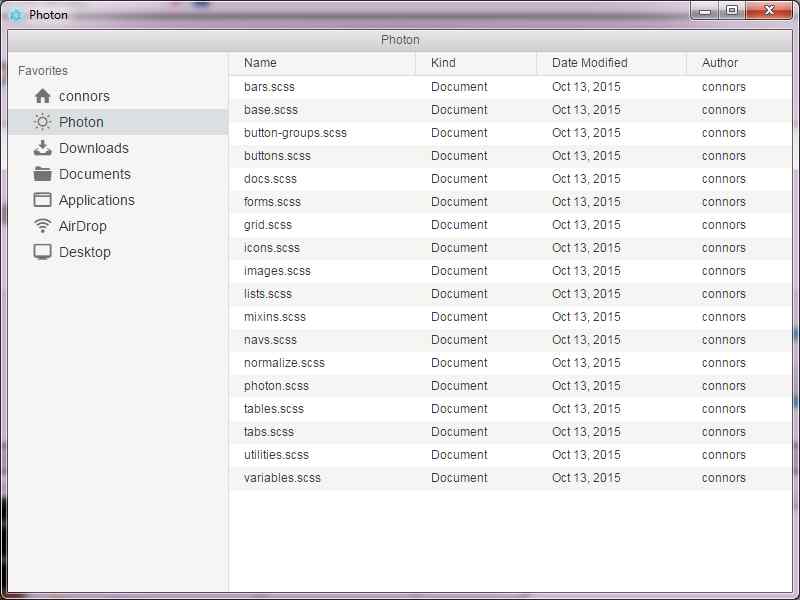 Photon
Photon
Favorites
connors
Photon
Downloads
Documents
Applications
AirDrop
Desktop
Name Kind Date Modified Author
bars.scss Document Oct 13, 2015 connors
base.scss Document Oct 13, 2015 connors
button-groups.scss Document Oct 13, 2015 connors
buttons.scss Document Oct 13, 2015 connors
docs.scss Document Oct 13, 2015 connors
forms.scss Document Oct 13, 2015 connors
grid.scss Document Oct 13, 2015 connors
icons.scss Document Oct 13, 2015 connors
images.scss Document Oct 13, 2015 connors
lists.scss Document Oct 13, 2015 connors
mixins.scss Document Oct 13, 2015 connors
navs.scss Document Oct 13, 2015 connors
normalize.scss Document Oct 13, 2015 connors
photon.scss Document Oct 13, 2015 connors
tables.scss Document Oct 13, 2015 connors
tabs.scss Document Oct 13, 2015 connors
utilities.scss Document Oct 13, 2015 connors
variables.scss Document Oct 13, 2015 connors